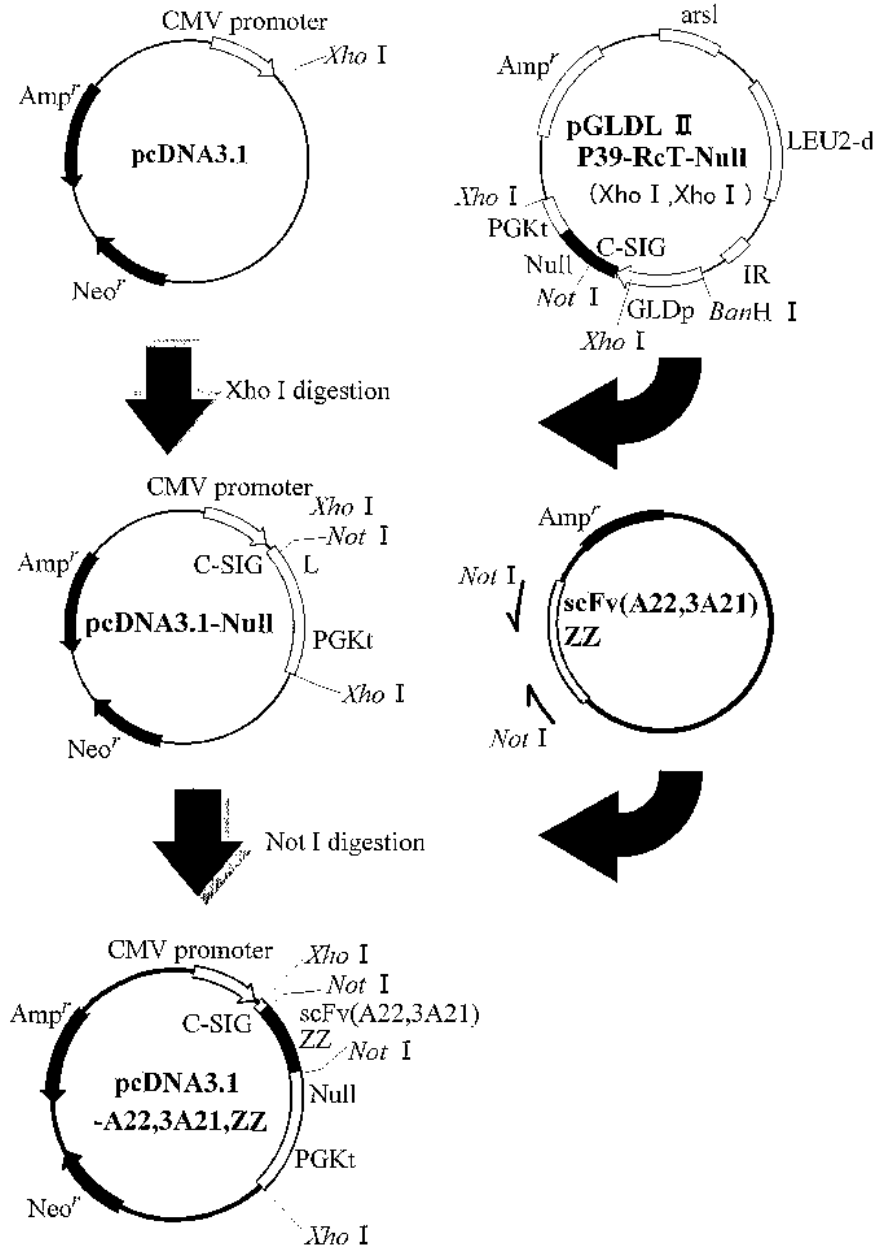 CMV promoter
Xho I
Amp^r
pcDNA3.1
Neo^r
arsl
Amp^r
pGLDL II
P39-RcT-Null
(Xho I ,Xho I )
LEU2-d
Xho I
PGKt
C-SIG
Null
IR
Not I
GLDp
BanH I
Xho I
Xho I digestion
CMV promoter
Xho I
Not I
Amp^r
C-SIG
L
pcDNA3.1-Null
PGKt
Xho I
Neo^r
Amp^r
Not I
scFv(A22,3A21)
ZZ
Not I
Not I digestion
CMV promoter
Xho I
Not I
Amp^r
C-SIG
scFv(A22,3A21)
ZZ
Not I
pcDNA3.1
-A22,3A21,ZZ
Null
PGKt
Neo^r
Xho I